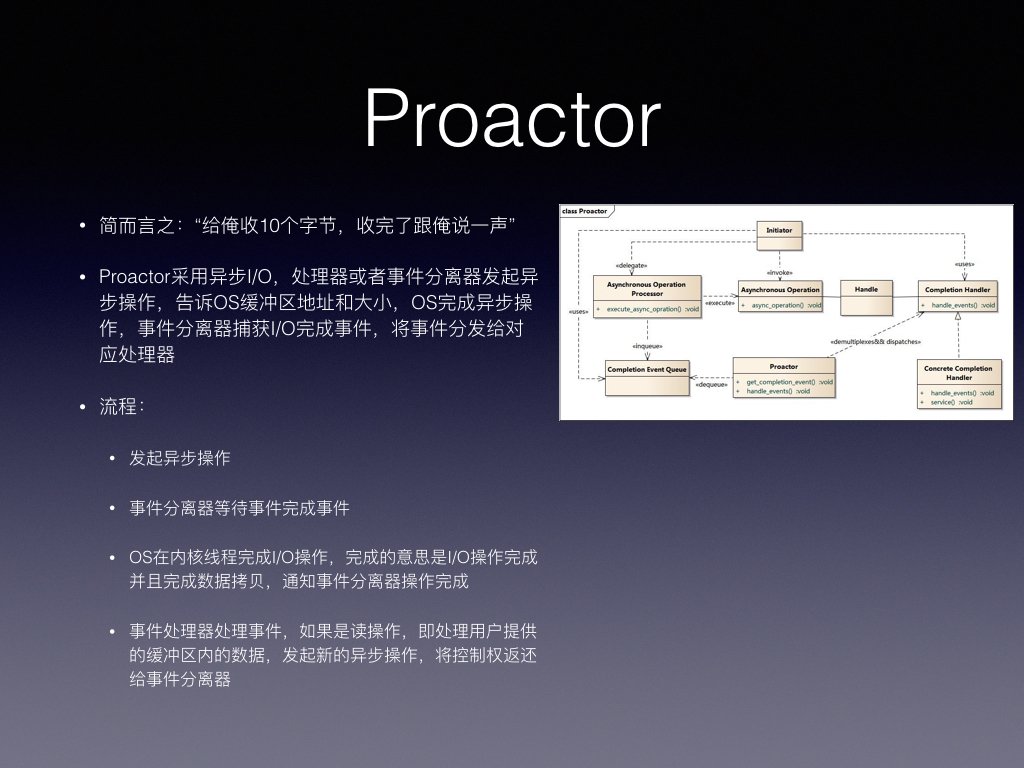 Proactor
• 简而言之：“给俺收10个字节，收完了跟俺说一声”
• Proactor采用异步I/O，处理器或者事件分离器发起异
步操作，告诉OS缓冲区地址和大小，OS完成异步操
作，事件分离器捕获I/O完成事件，将事件分发给对
应处理器
• 流程：
• 发起异步操作
• 事件分离器等待事件完成事件
• OS在内核线程完成I/O操作，完成的意思是I/O操作完成
并且完成数据拷贝，通知事件分离器操作完成
• 事件处理器处理事件，如果是读操作，即处理用户提供
的缓冲区内的数据，发起新的异步操作，将控制权返还
给事件分离器
class Proactor
Initiator
«delegate»
«invoke»
«uses»
Asynchronous Operation
Processor
+ execute_async_opration() :void
«execute»
Asynchronous Operation
+ async_operation() :void
Handle
Completion Handler
+ handle_events() :void
«uses»
«inqueue»
«demultiplexes&& dispatches»
Completion Event Queue
«dequeue»
Proactor
+ get_completion_event() :void
+ handle_events() :void
Concrete Completion
Handler
+ handle_events() :void
+ service() :void